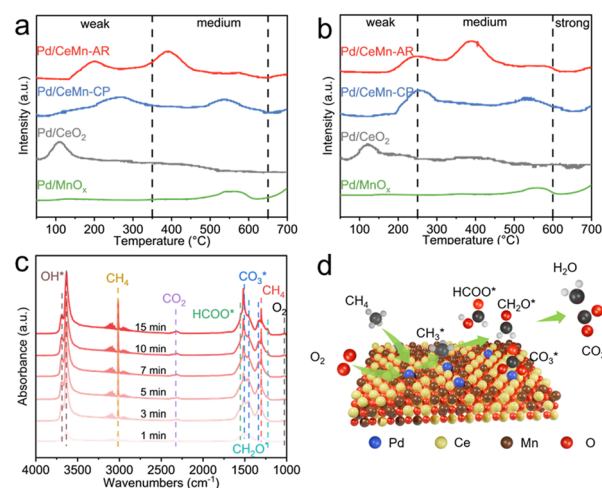 a
weak
medium
Pd/CeMn-AR
Pd/CeMn-CP
Pd/CeO2
Pd/MnOx
Intensity (a.u.)
100
200
300
400
500
600
700
Temperature (°C)
b
weak
medium
strong
Pd/CeMn-AR
Pd/CeMn-CP
Pd/CeO2
Pd/MnOx
Intensity (a.u.)
100
200
300
400
500
600
700
Temperature (°C)
c
OH*
CH4
CO2
HCOO*
CO3*
CH4
O2
15 min
10 min
7 min
5 min
3 min
1 min
CH2O*
Absorbance (a.u.)
4000
3500
3000
2500
2000
1500
1000
Wavenumbers (cm-1)
d
CH4
O2
CH3*
HCOO*
CH2O*
CO3*
H2O
Pd
Ce
Mn
O